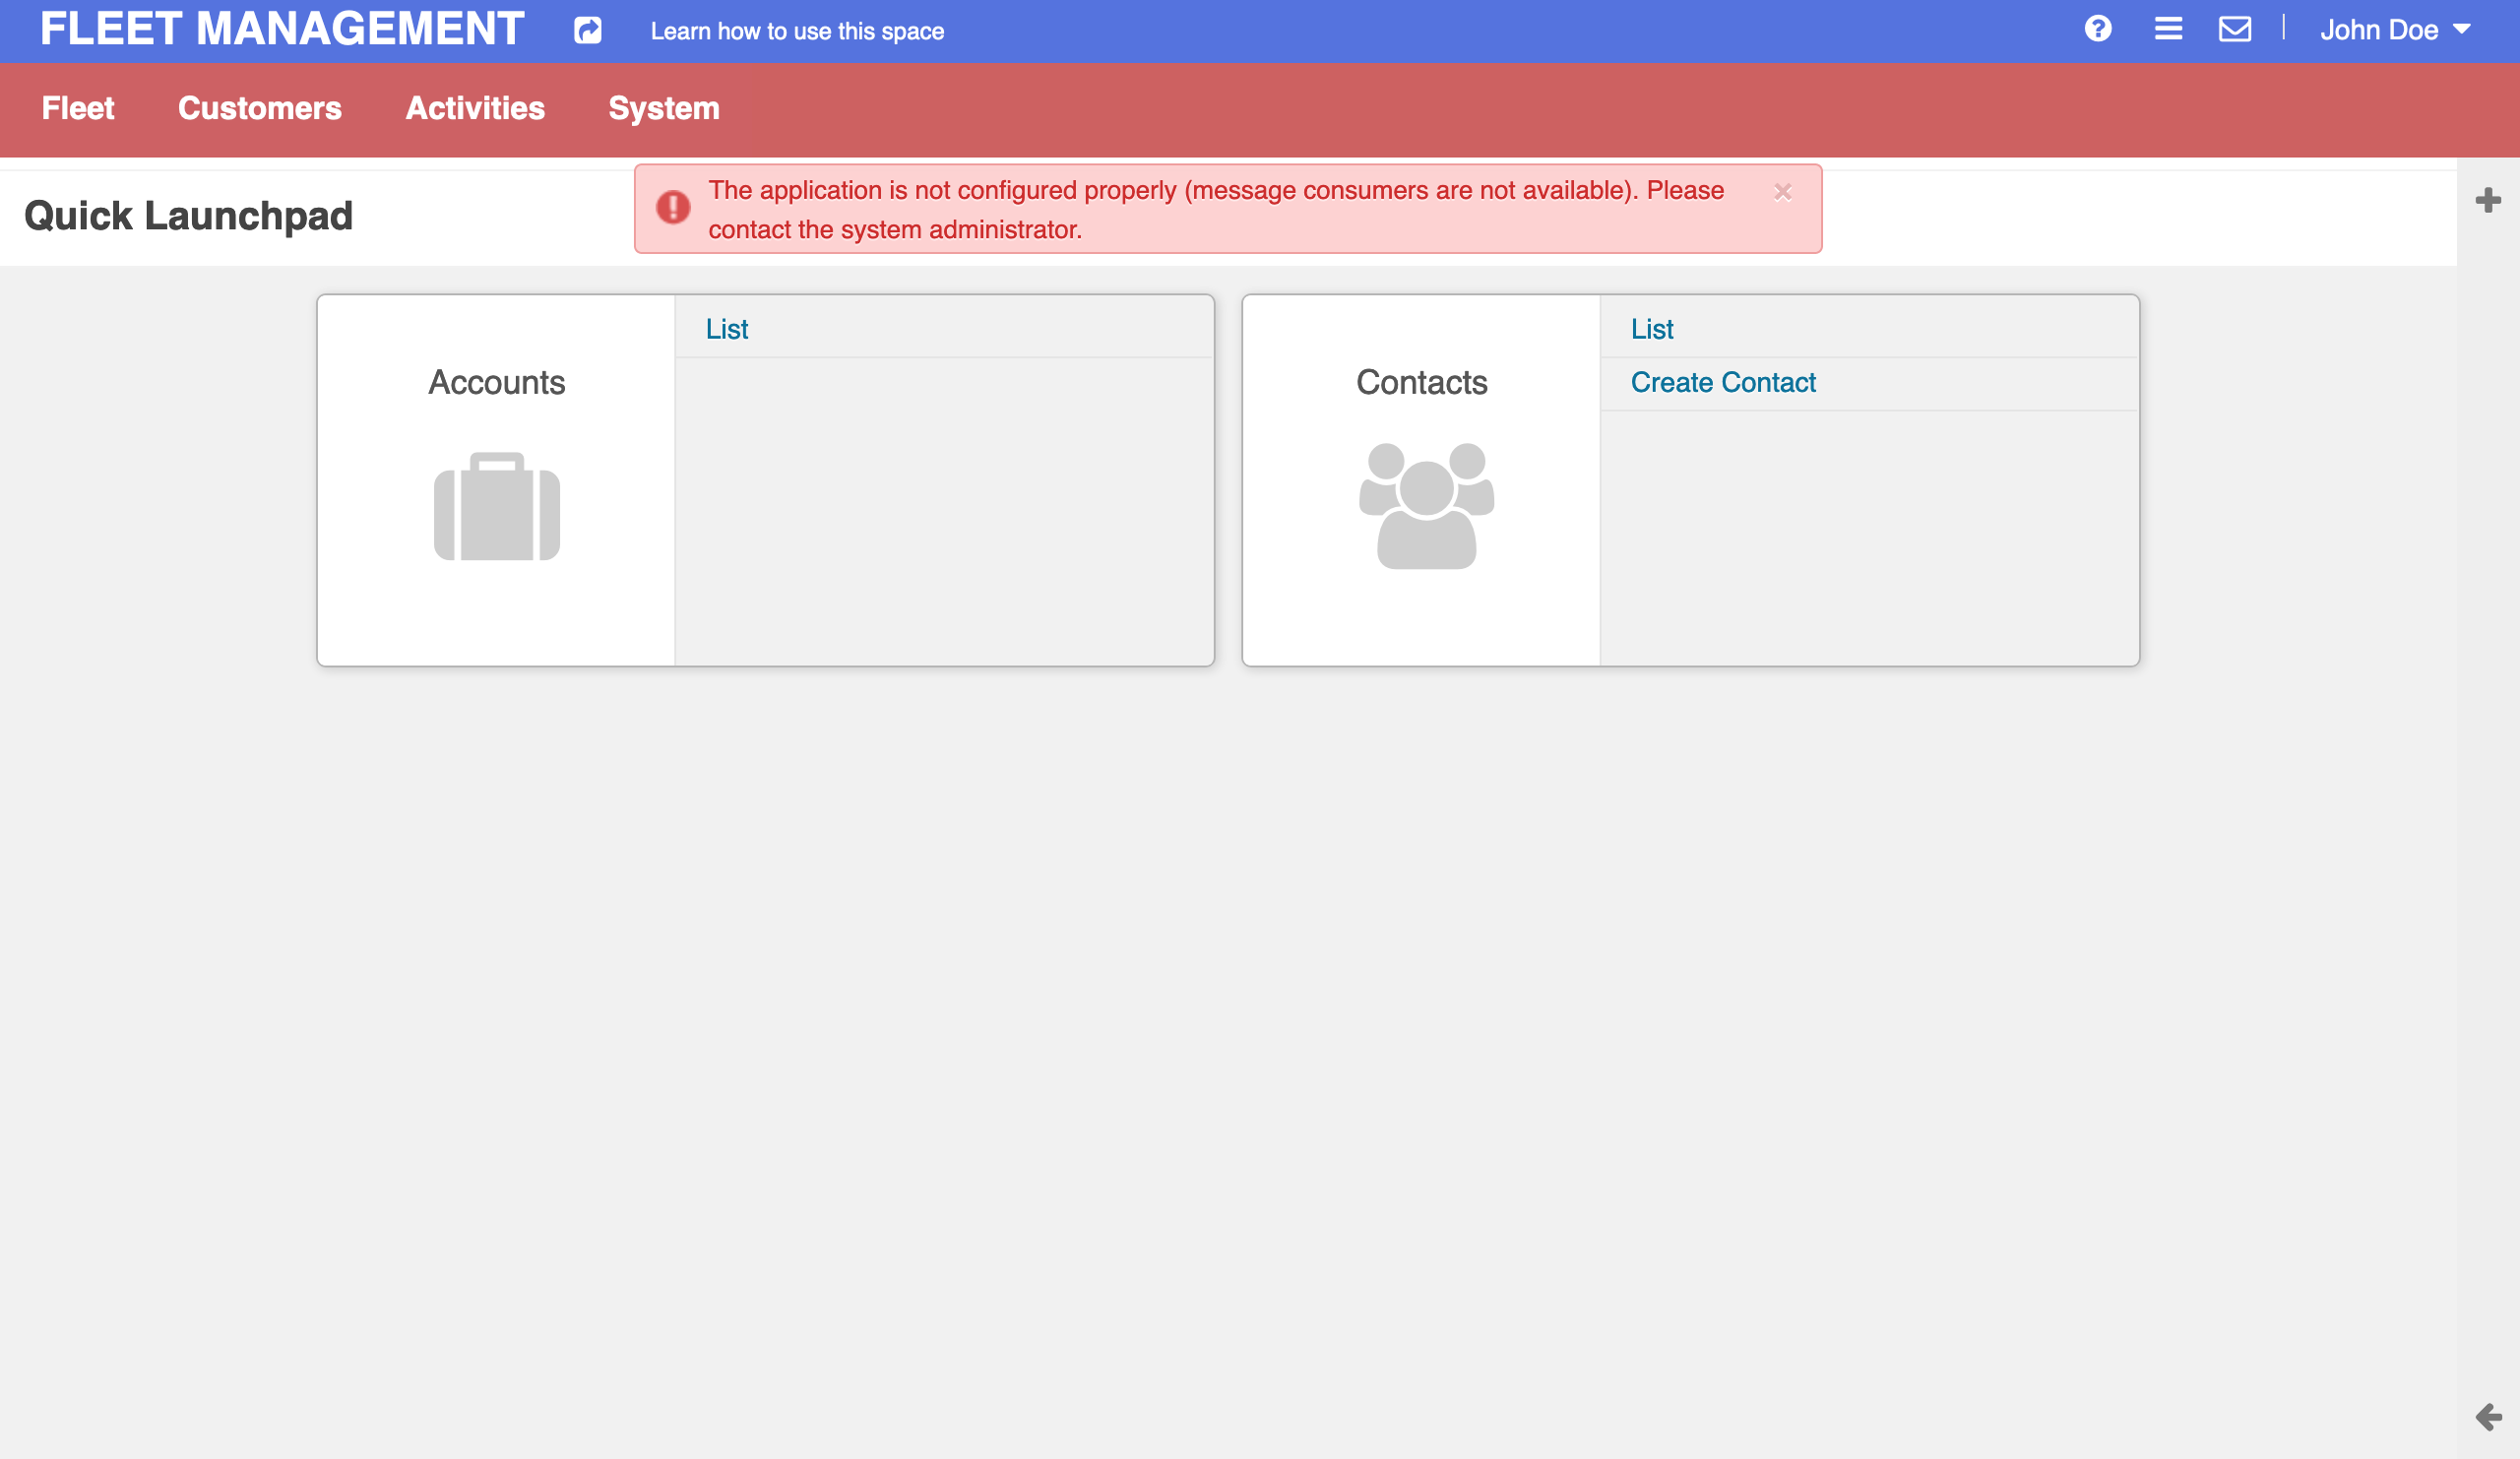 FLEET MANAGEMENT
Learn how to use this space
John Doe
Fleet
Customers
Activities
System
Quick Launchpad
The application is not configured properly (message consumers are not available). Please
contact the system administrator.
Accounts
List
Contacts
List
Create Contact